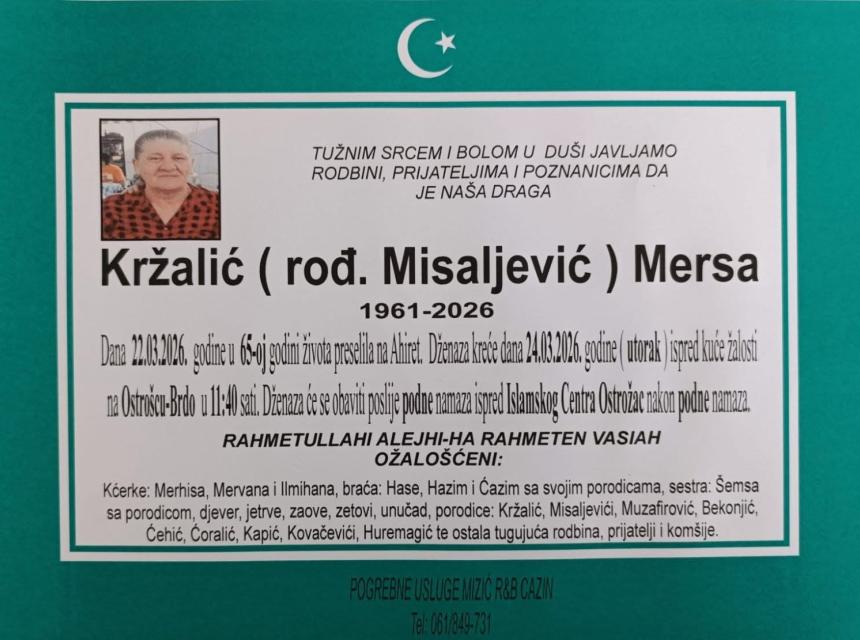 TUŽNIM SRCEM I BOLOM U DUŠI JAVLJAMO
RODBINI, PRIJATELJIMA I POZNANICIMA DA
JE NAŠA DRAGA
Kržalić ( rođ. Misaljević ) Mersa
1961-2026
Dana 22.03.2026. godine u 65-oj godini života preselila na Ahiret. Dženaza kreće dana 24.03.2026. godine ( utorak ) ispred kuće žalosti
na Ostrošcu-Brdo u 11:40 sati. Dženaza će se obaviti poslije podne namaza ispred Islamskog Centra Ostrožac nakon podne namaza.
RAHMETULLAHI ALEJHI-HA RAHMETEN VASIAH
OŽALOŠĆENI:
Kćerke: Merhisa, Mervana i Ilmihana, braća: Hase, Hazim i Ćazim sa svojim porodicama, sestra: Šemsa
sa porodicom, djever, jetrve, zaove, zetovi, unučad, porodice: Kržalić, Misaljevići, Muzafirović, Bekonjić,
Ćehić, Ćoralić, Kapić, Kovačevići, Huremagić te ostala tugujuća rodbina, prijatelji i komšije.
POGREBNE USLUGE MIZIĆ R&B CAZIN
Tel: 061/849-731